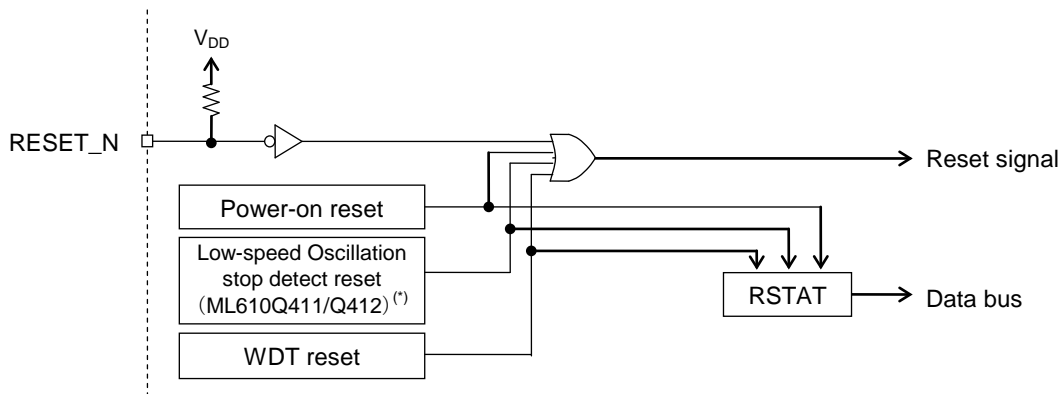 VDD
RESET_N
Reset signal
Power-on reset
Low-speed Oscillation
stop detect reset
（ML610Q411/Q412）(*)
RSTAT
Data bus
WDT reset